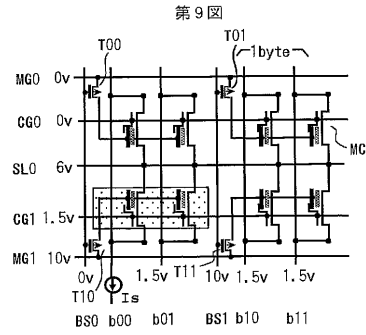 第9図
T00 T01
1byte
MG0 0v
CG0 0v
MC
SL0 6v
CG1 1.5v
MG1 10v
0v T10 Is 1.5v T11 10v 1.5v 1.5v
BS0 b00 b01 BS1 b10 b11